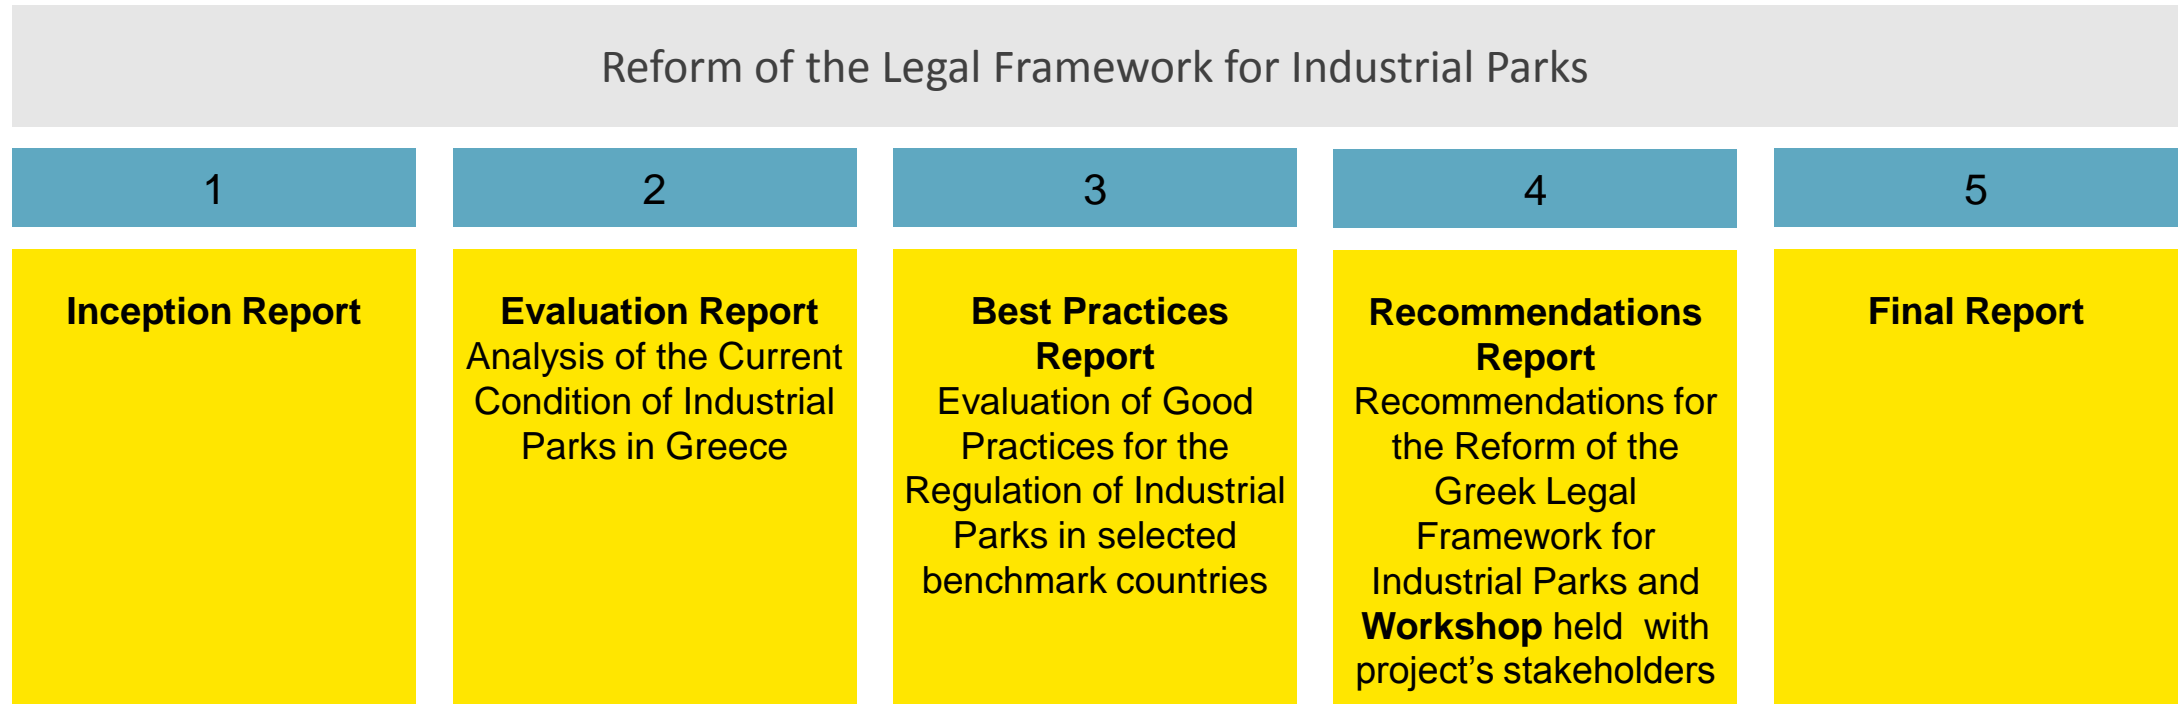 Reform of the Legal Framework for Industrial Parks
1
2
3
4
5
Inception Report
Evaluation Report
Analysis of the Current
Condition of Industrial
Parks in Greece
Best Practices
Report
Evaluation of Good
Practices for the
Regulation of Industrial
Parks in selected
benchmark countries
Recommendations
Report
Recommendations for
the Reform of the
Greek Legal
Framework for
Industrial Parks and
Workshop held  with
project’s stakeholders
Final Report